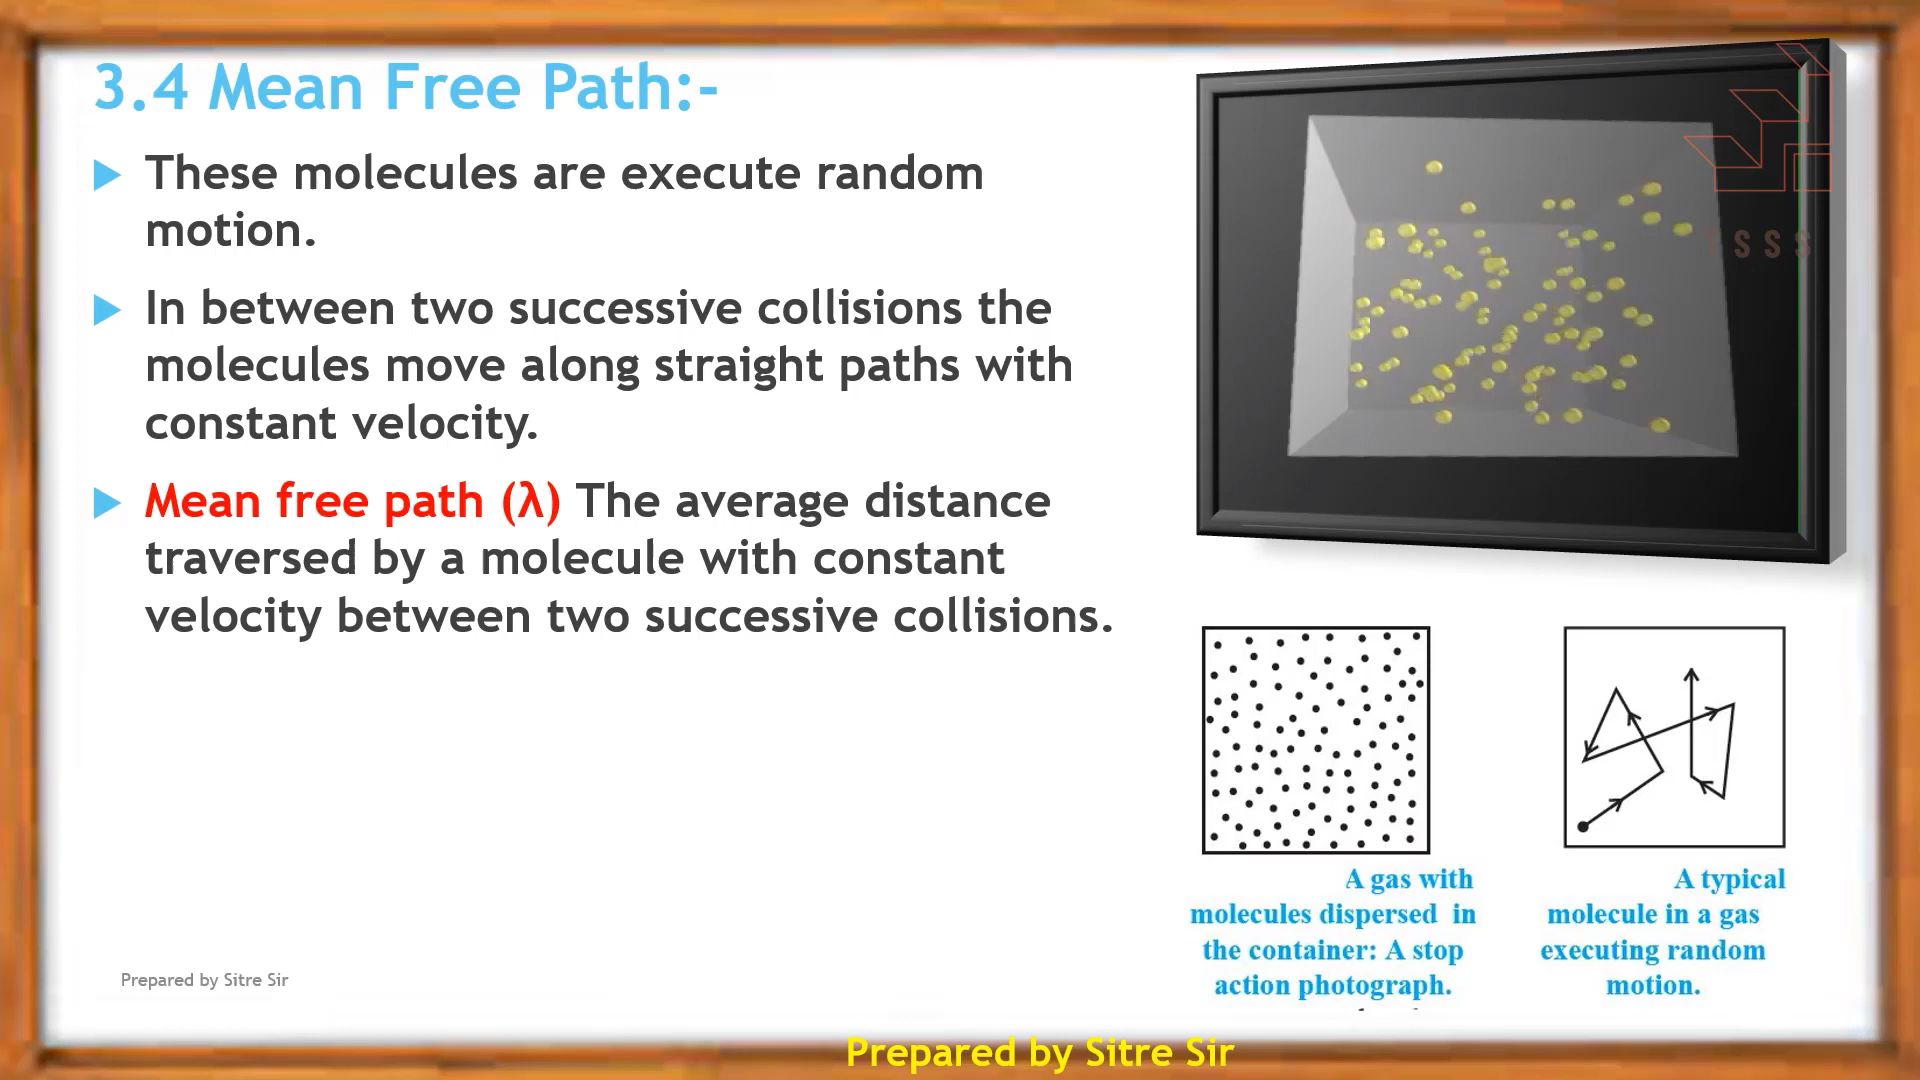 3.4 Mean Free Path:-
These molecules are execute random
motion.
In between two successive collisions the
molecules move along straight paths with
constant velocity.
Mean free path (λ) The average distance
traversed by a molecule with constant
velocity between two successive collisions.
S S S
A gas with
molecules dispersed in
the container: A stop
action photograph.
A typical
molecule in a gas
executing random
motion.
Prepared by Sitre Sir
Prepared by Sitre Sir